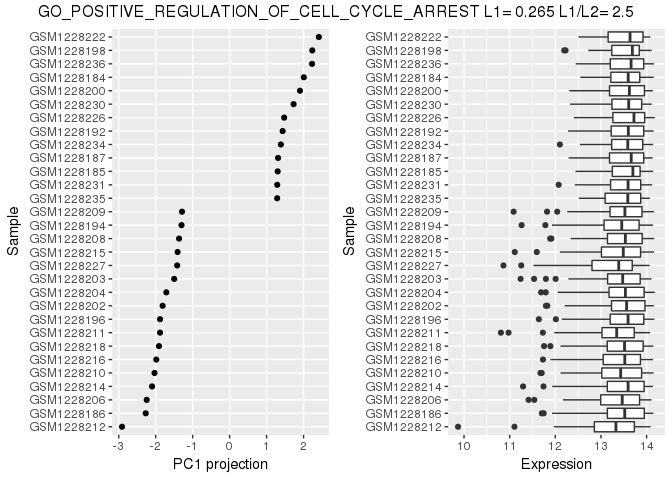 GO_POSITIVE_REGULATION_OF_CELL_CYCLE_ARREST L1= 0.265 L1/L2= 2.5
Sample
GSM1228222
GSM1228198
GSM1228236
GSM1228184
GSM1228200
GSM1228230
GSM1228226
GSM1228192
GSM1228234
GSM1228187
GSM1228185
GSM1228231
GSM1228235
GSM1228209
GSM1228194
GSM1228208
GSM1228215
GSM1228227
GSM1228203
GSM1228204
GSM1228202
GSM1228196
GSM1228211
GSM1228218
GSM1228216
GSM1228210
GSM1228214
GSM1228206
GSM1228186
GSM1228212
-3 -2 -1 0 1 2
PC1 projection
Sample
GSM1228222
GSM1228198
GSM1228236
GSM1228184
GSM1228200
GSM1228230
GSM1228226
GSM1228192
GSM1228234
GSM1228187
GSM1228185
GSM1228231
GSM1228235
GSM1228209
GSM1228194
GSM1228208
GSM1228215
GSM1228227
GSM1228203
GSM1228204
GSM1228202
GSM1228196
GSM1228211
GSM1228218
GSM1228216
GSM1228210
GSM1228214
GSM1228206
GSM1228186
GSM1228212
10 11 12 13 14
Expression